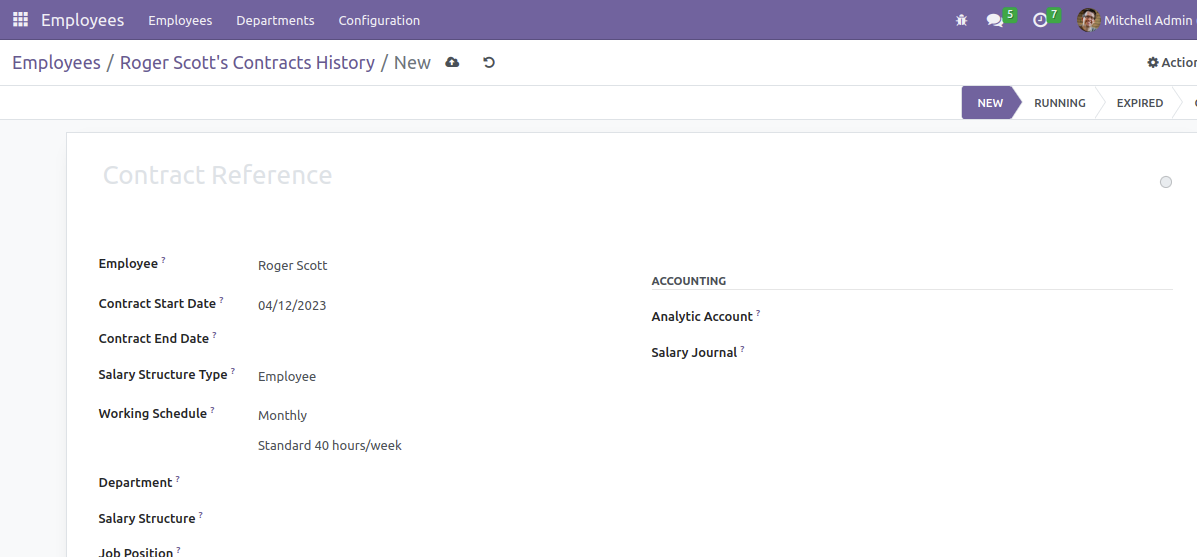 Employees Employees Departments Configuration 5 7 Mitchell Admin
Employees / Roger Scott's Contracts History / New
NEW RUNNING EXPIRED
Contract Reference
Employee ? Roger Scott
ACCOUNTING
Contract Start Date ? 04/12/2023
Analytic Account ?
Contract End Date ?
Salary Journal ?
Salary Structure Type ? Employee
Working Schedule ? Monthly
Standard 40 hours/week
Department ?
Salary Structure ?
Job Position ?